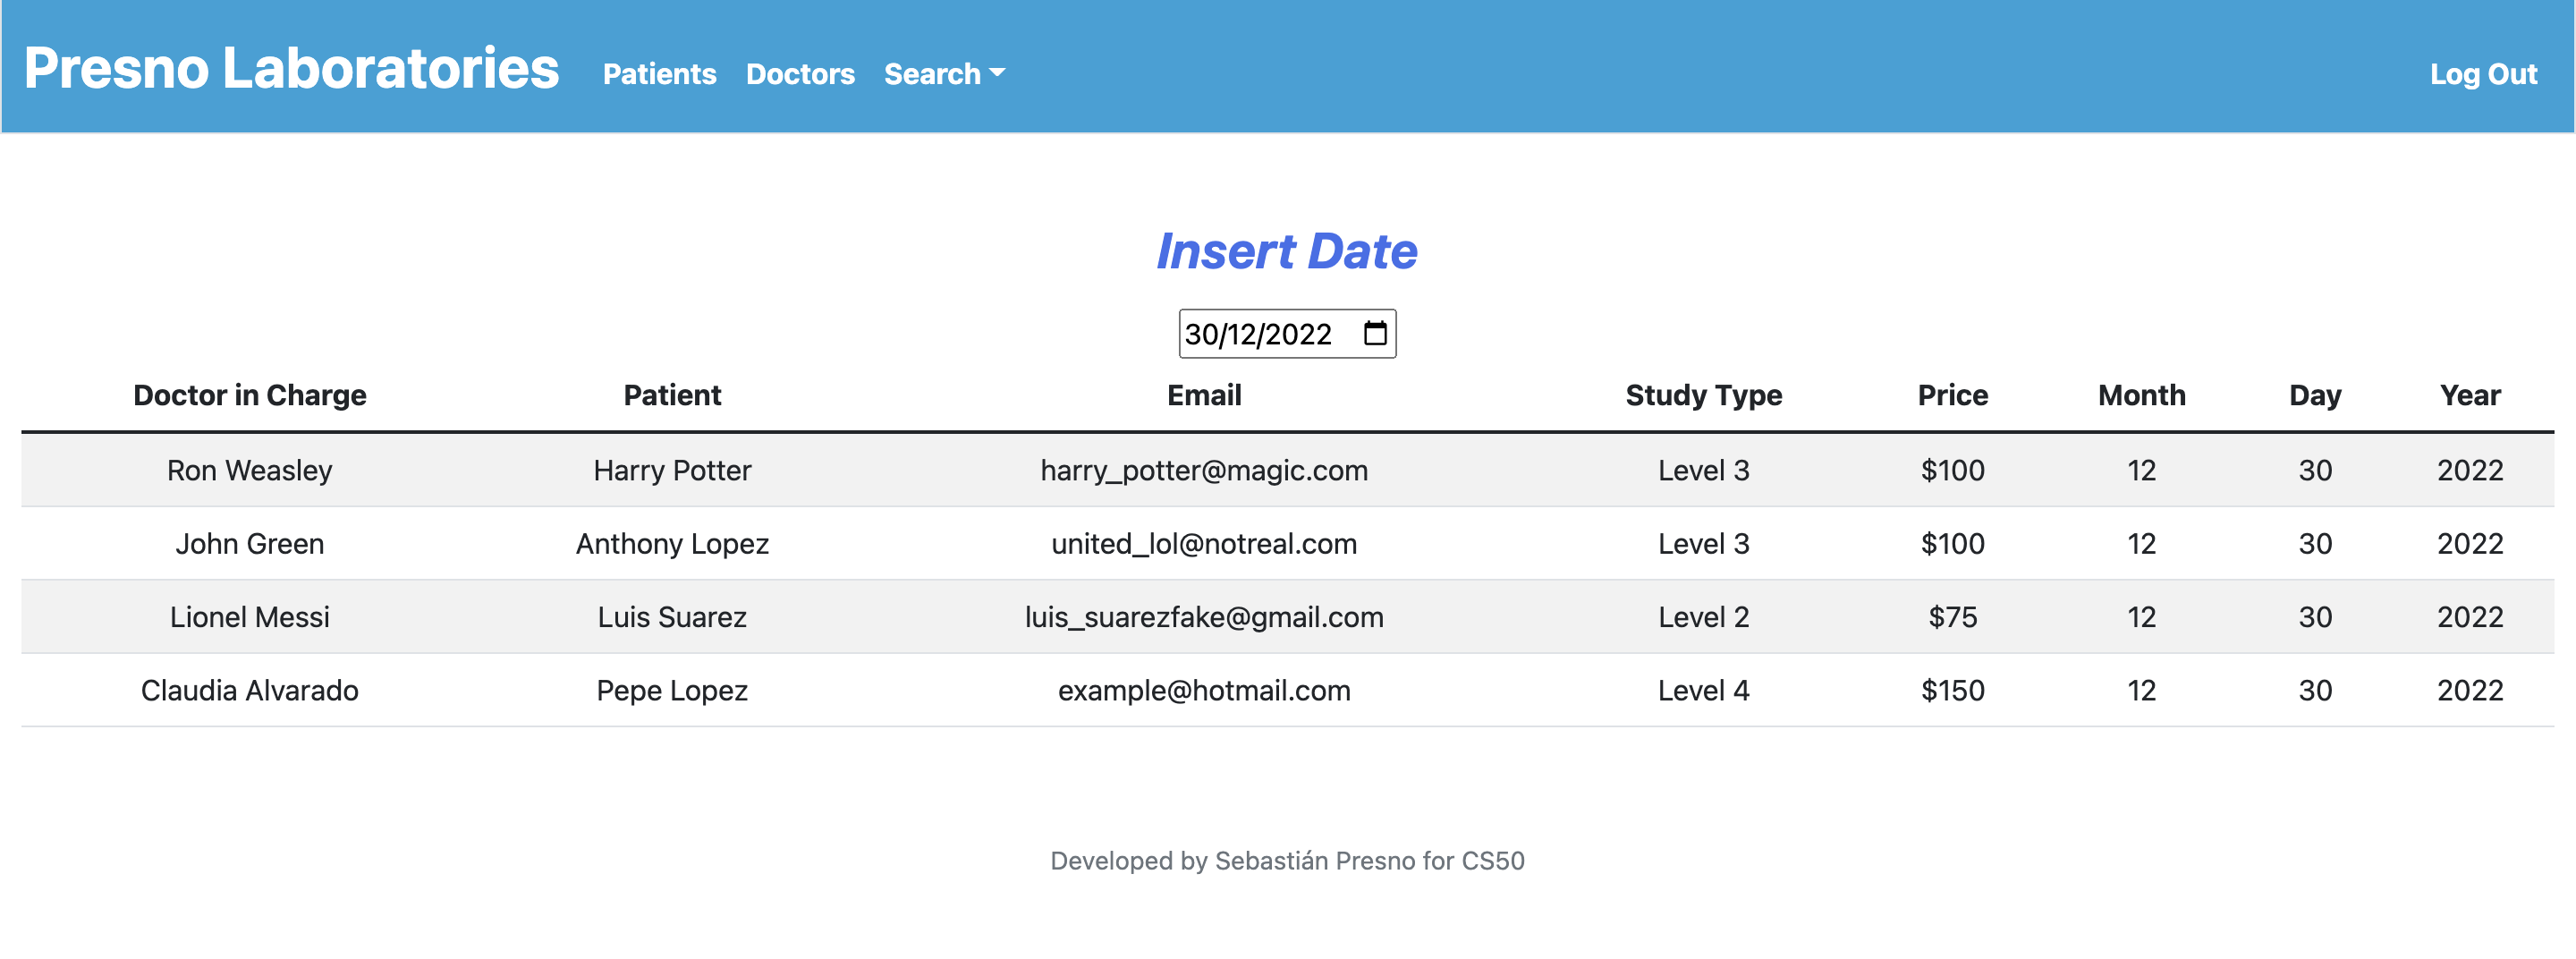 Presno Laboratories Patients Doctors Search Log Out
Insert Date
30/12/2022
Doctor in Charge Patient Email Study Type Price Month Day Year
Ron Weasley Harry Potter harry_potter@magic.com Level 3 $100 12 30 2022
John Green Anthony Lopez united_lol@notreal.com Level 3 $100 12 30 2022
Lionel Messi Luis Suarez luis_suarezfake@gmail.com Level 2 $75 12 30 2022
Claudia Alvarado Pepe Lopez example@hotmail.com Level 4 $150 12 30 2022
Developed by Sebastián Presno for CS50